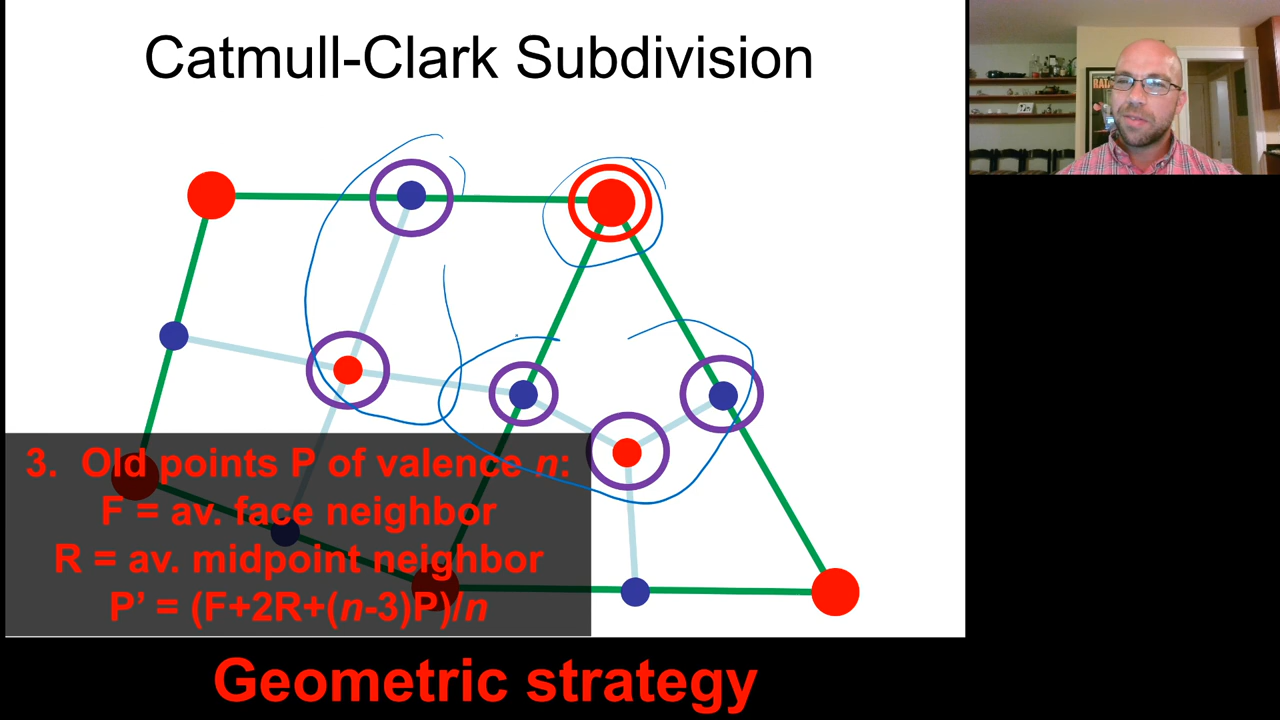 Catmull-Clark Subdivision
3. Old points P of valence n:
F = av. face neighbor
R = av. midpoint neighbor
P’ = (F+2R+(n-3)P)/n
Geometric strategy